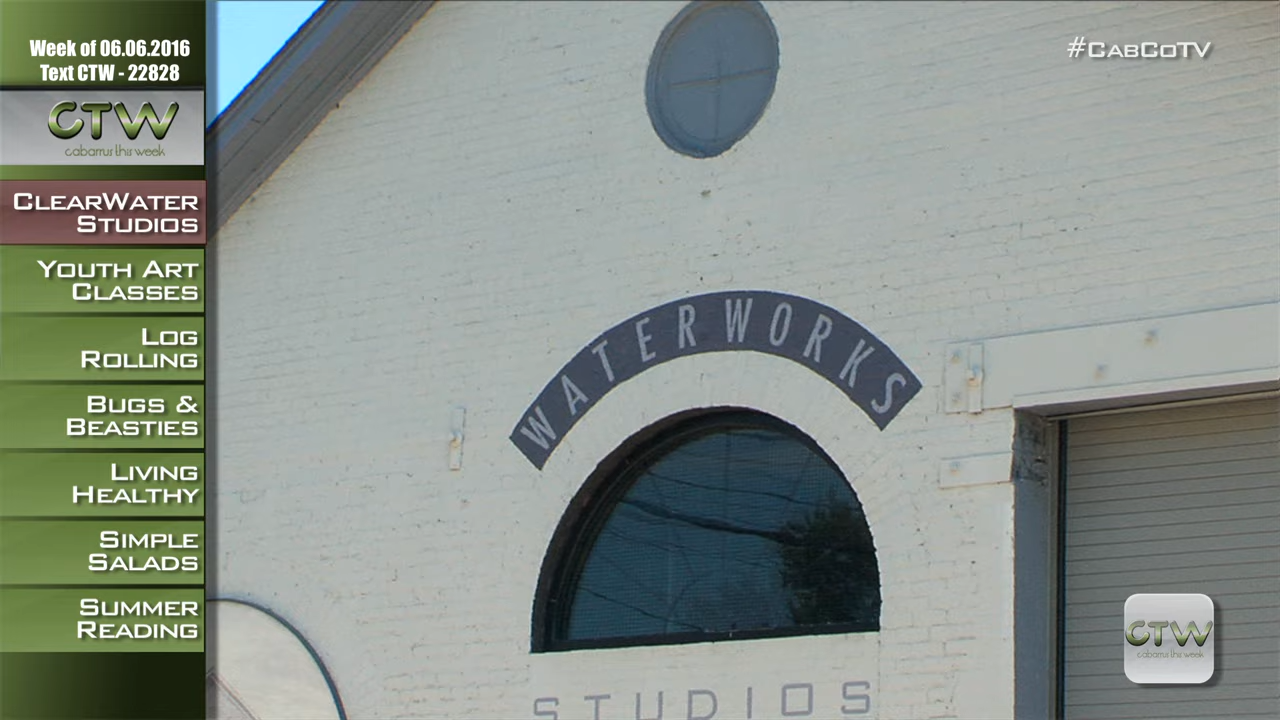 Week of 06.06.2016
Text CTW - 22828
CTW
cabarrus this week
ClearWater
Studios
Youth Art
Classes
Log
Rolling
Bugs &
Beasties
Living
Healthy
Simple
Salads
Summer
Reading
#CabCoTV
WATERWORKS
STUDIOS
CTW
cabarrus this week